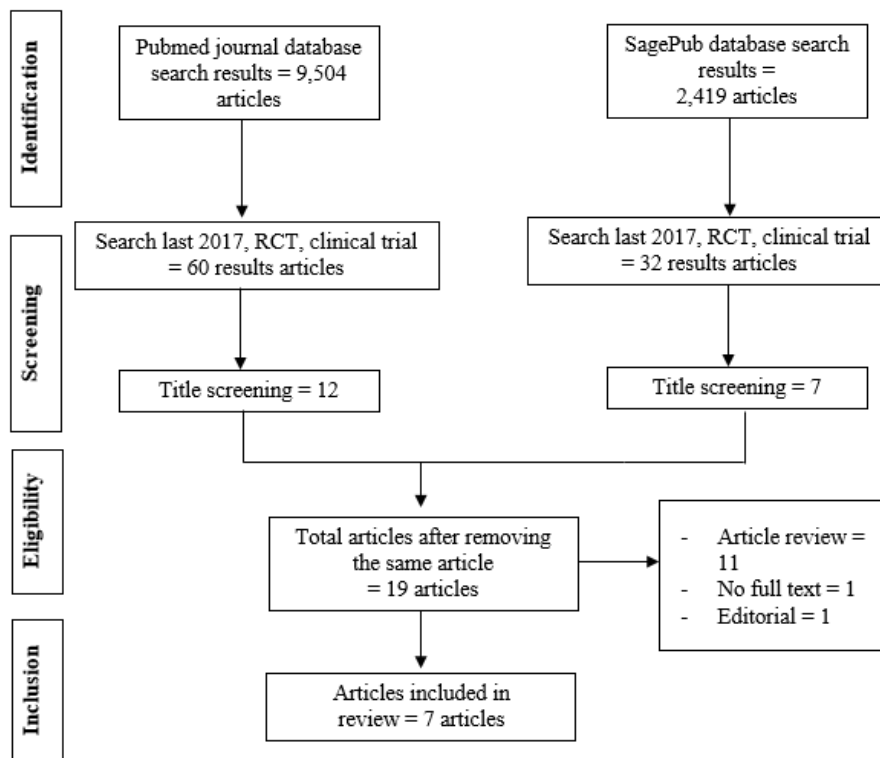 Identification
Pubmed journal database
search results = 9,504
articles
SagePub database search
results =
2,419 articles
Screening
Search last 2017, RCT, clinical trial
= 60 results articles
Search last 2017, RCT, clinical trial
= 32 results articles
Title screening = 12
Title screening = 7
Eligibility
Total articles after removing
the same article
= 19 articles
- Article review =
11
- No full text = 1
- Editorial = 1
Inclusion
Articles included in
review = 7 articles